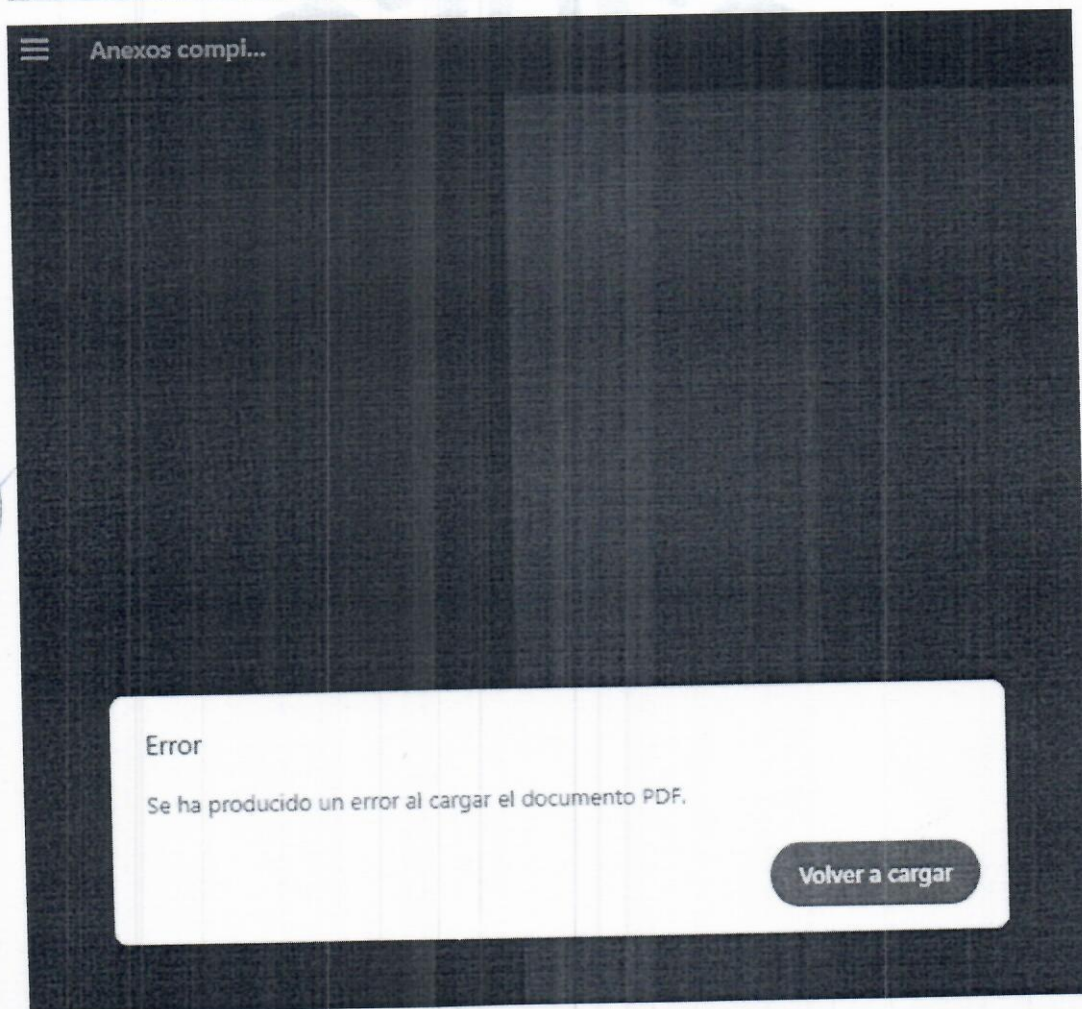 Anexos compi...
Error
Se ha producido un error al cargar el documento PDF.
Volver a cargar